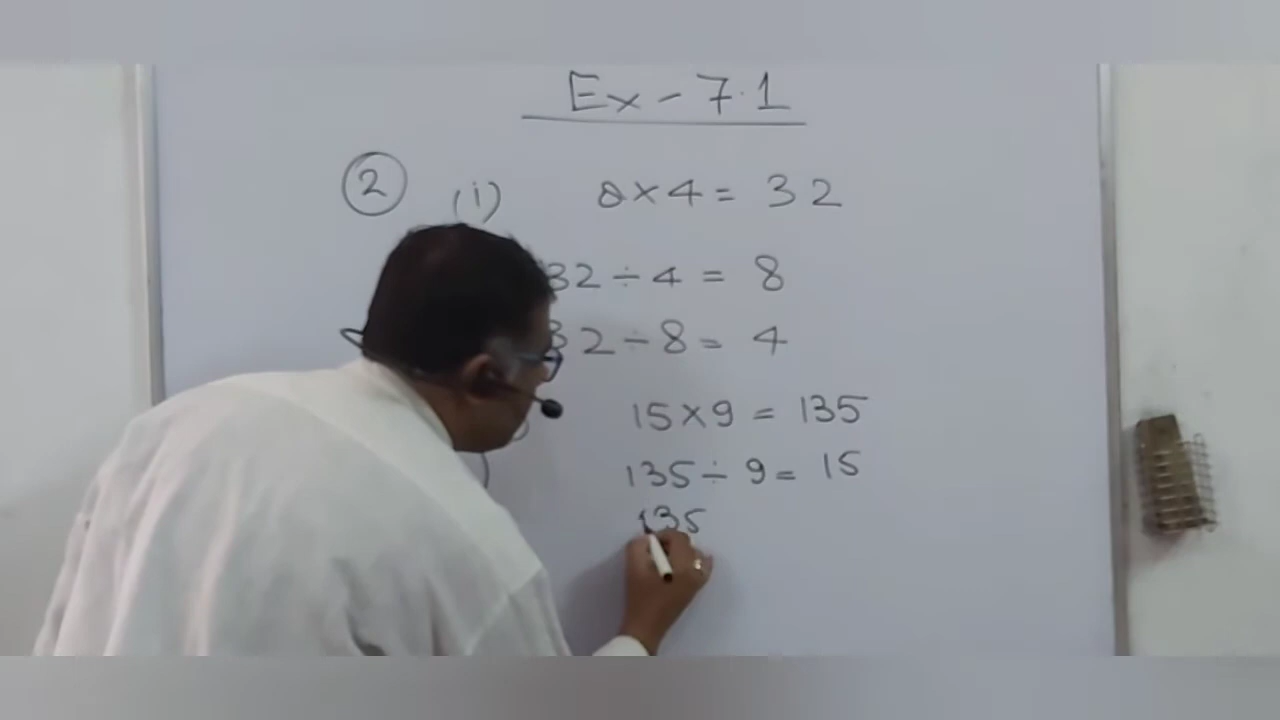 Ex - 7.1
2 (i) 8×4 = 32
32 ÷ 4 = 8
32 ÷ 8 = 4
15×9 = 135
135 ÷ 9 = 15
135